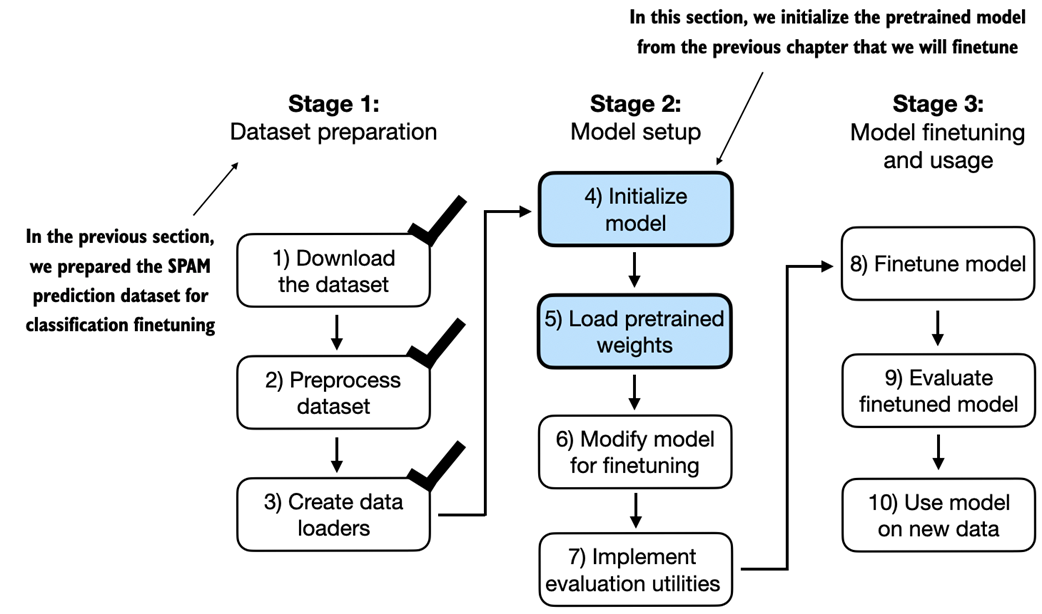 In this section, we initialize the pretrained model
from the previous chapter that we will finetune
Stage 1:
Dataset preparation
Stage 2:
Model setup
Stage 3:
Model finetuning
and usage
In the previous section,
we prepared the SPAM
prediction dataset for
classification finetuning
1) Download
the dataset
2) Preprocess
dataset
3) Create data
loaders
4) Initialize
model
5) Load pretrained
weights
6) Modify model
for finetuning
7) Implement
evaluation utilities
8) Finetune model
9) Evaluate
finetuned model
10) Use model
on new data